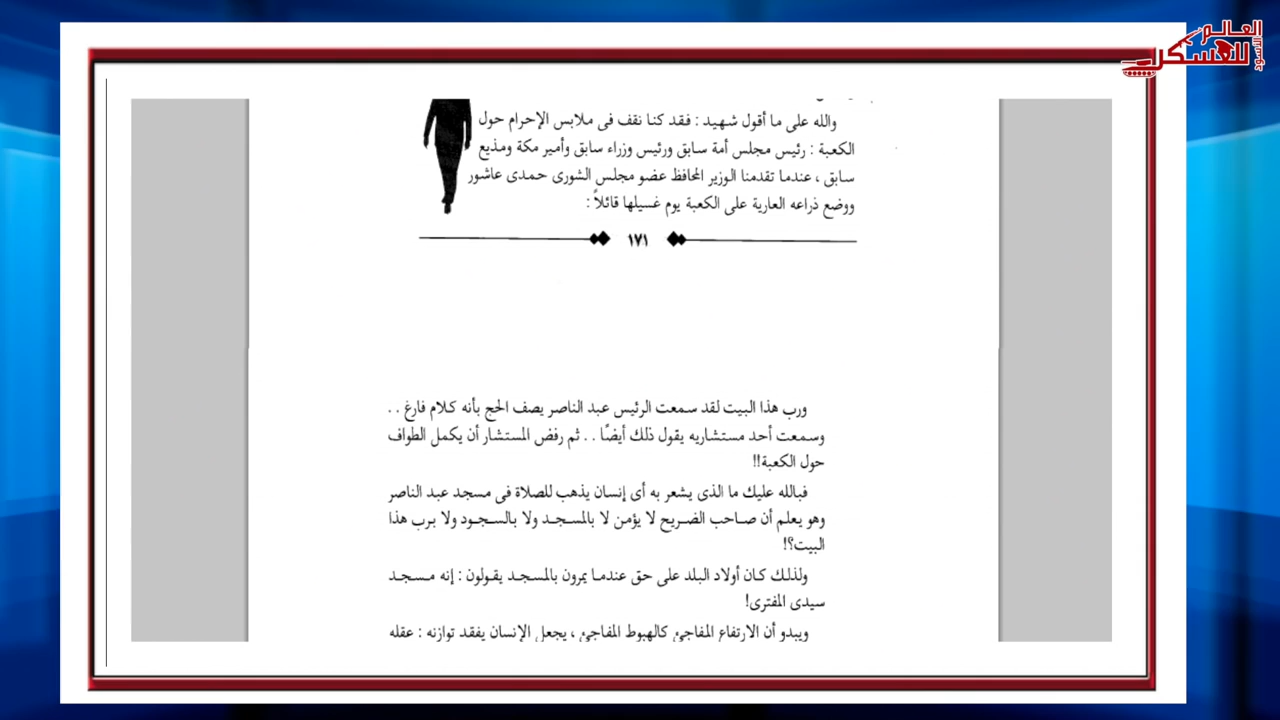 العالم
الأسود
للعسكر
والله على ما أقول شهيد : فقد كنا نقف فى ملابس الإحرام حول
الكعبة : رئيس مجلس أمة سابق ورئيس وزراء سابق وأمير مكة ومذيع
سابق ، عندما تقدمنا الوزير المحافظ عضو مجلس الشورى حمدى عاشور
ووضع ذراعه العارية على الكعبة يوم غسيلها قائلاً :
١٧١
ورب هذا البيت لقد سمعت الرئيس عبد الناصر يصف الحج بأنه كلام فارغ . .
وسمعت أحد مستشاريه يقول ذلك أيضًا . . ثم رفض المستشار أن يكمل الطواف
حول الكعبة!!
فبالله عليك ما الذى يشعر به أى إنسان يذهب للصلاة فى مسجد عبد الناصر
وهو يعلم أن صاحب الضريح لا يؤمن لا بالمسجد ولا بالسجود ولا برب هذا
البيت؟!
ولذلك كان أولاد البلد على حق عندما يمرون بالمسجد يقولون : إنه مسجد
سيدى المفترى!
ويبدو أن الارتفاع المفاجئ كالهبوط المفاجئ ، يجعل الإنسان يفقد توازنه : عقله